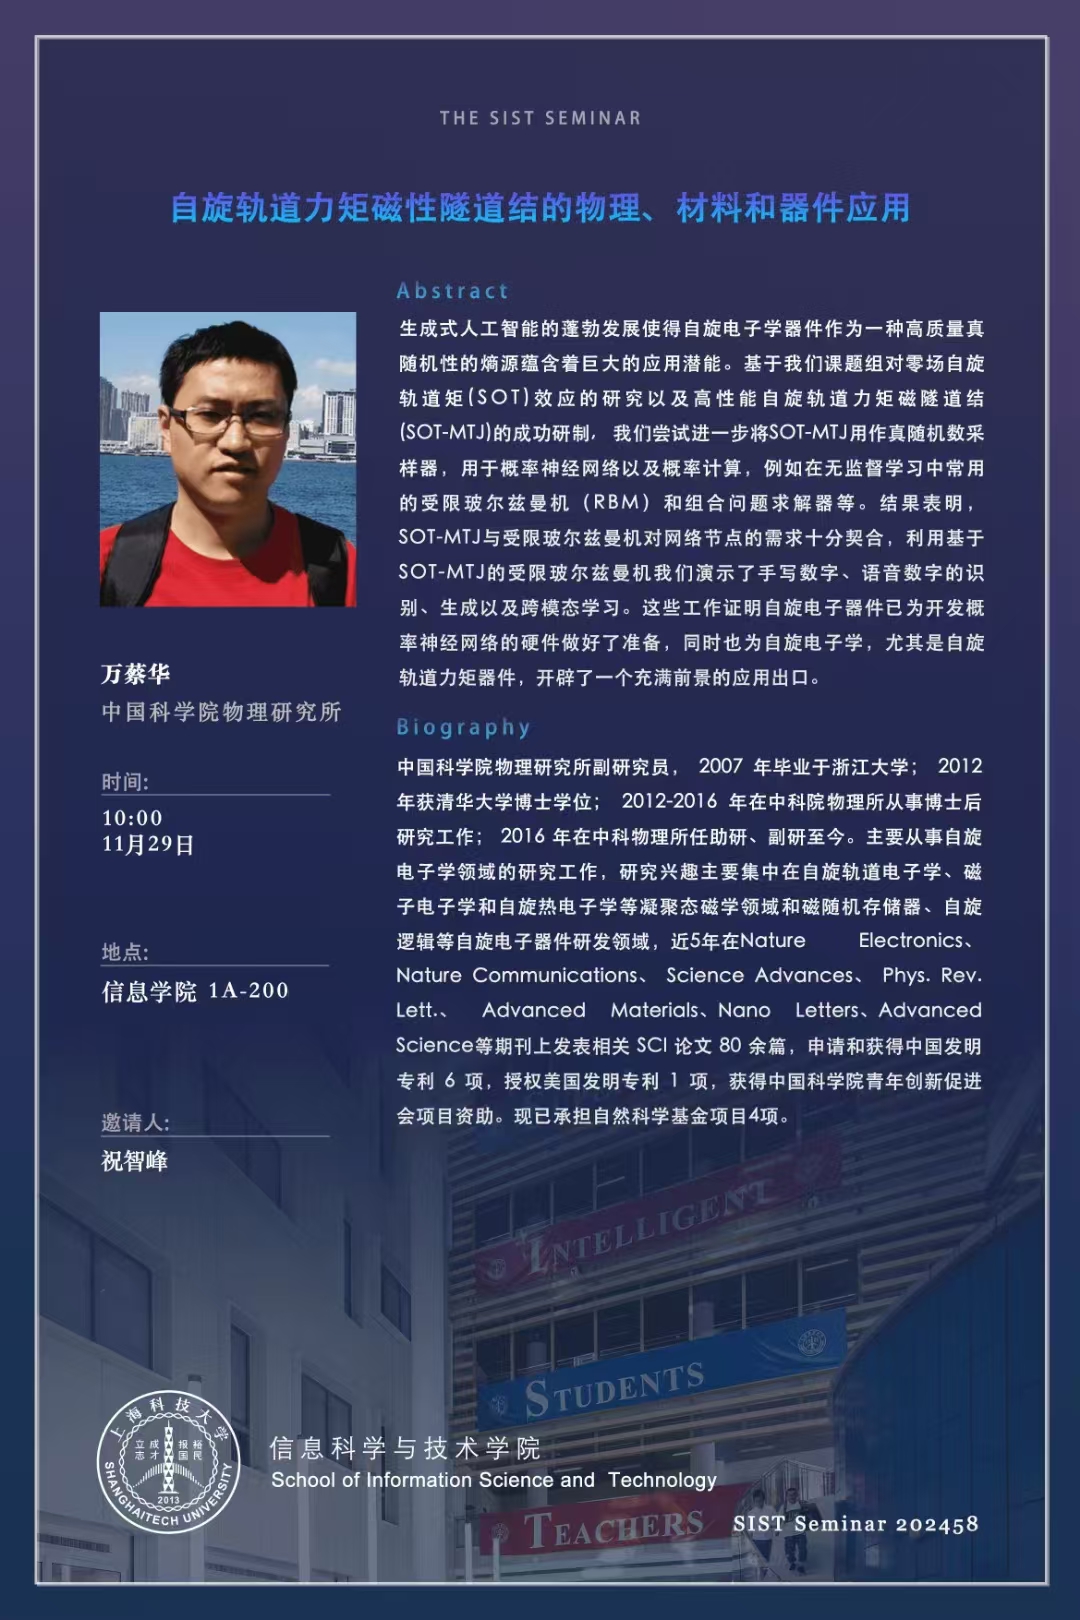 THE SIST SEMINAR
自旋轨道力矩磁性隧道结的物理、材料和器件应用
Abstract
生成式人工智能的蓬勃发展使得自旋电子学器件作为一种高质量真
随机性的熵源蕴含着巨大的应用潜能。基于我们课题组对零场自旋
轨道矩(SOT)效应的研究以及高性能自旋轨道力矩磁隧道结
(SOT-MTJ)的成功研制,我们尝试进一步将SOT-MTJ用作真随机数采
样器，用于概率神经网络以及概率计算，例如在无监督学习中常用
的受限玻尔兹曼机（RBM）和组合问题求解器等。结果表明，
SOT-MTJ与受限玻尔兹曼机对网络节点的需求十分契合，利用基于
SOT-MTJ的受限玻尔兹曼机我们演示了手写数字、语音数字的识
别、生成以及跨模态学习。这些工作证明自旋电子器件已为开发概
率神经网络的硬件做好了准备，同时也为自旋电子学，尤其是自旋
轨道力矩器件，开辟了一个充满前景的应用出口。
万蔡华
中国科学院物理研究所
时间:
10:00
11月29日
地点:
信息学院 1A-200
邀请人:
祝智峰
Biography
中国科学院物理研究所副研究员， 2007 年毕业于浙江大学； 2012
年获清华大学博士学位； 2012-2016 年在中科院物理所从事博士后
研究工作； 2016 年在中科物理所任助研、副研至今。主要从事自旋
电子学领域的研究工作，研究兴趣主要集中在自旋轨道电子学、磁
子电子学和自旋热电子学等凝聚态磁学领域和磁随机存储器、自旋
逻辑等自旋电子器件研发领域，近5年在Nature Electronics、
Nature Communications、 Science Advances、 Phys. Rev.
Lett.、 Advanced Materials、Nano Letters、Advanced
Science等期刊上发表相关 SCI 论文 80 余篇，申请和获得中国发明
专利 6 项，授权美国发明专利 1 项，获得中国科学院青年创新促进
会项目资助。现已承担自然科学基金项目4项。
INTELLIGENT
STUDENTS
TEACHERS
上海科技大学
立志 成才 报国 裕民
2013
SHANGHAITECH UNIVERSITY
信息科学与技术学院
School of Information Science and Technology
SIST Seminar 202458